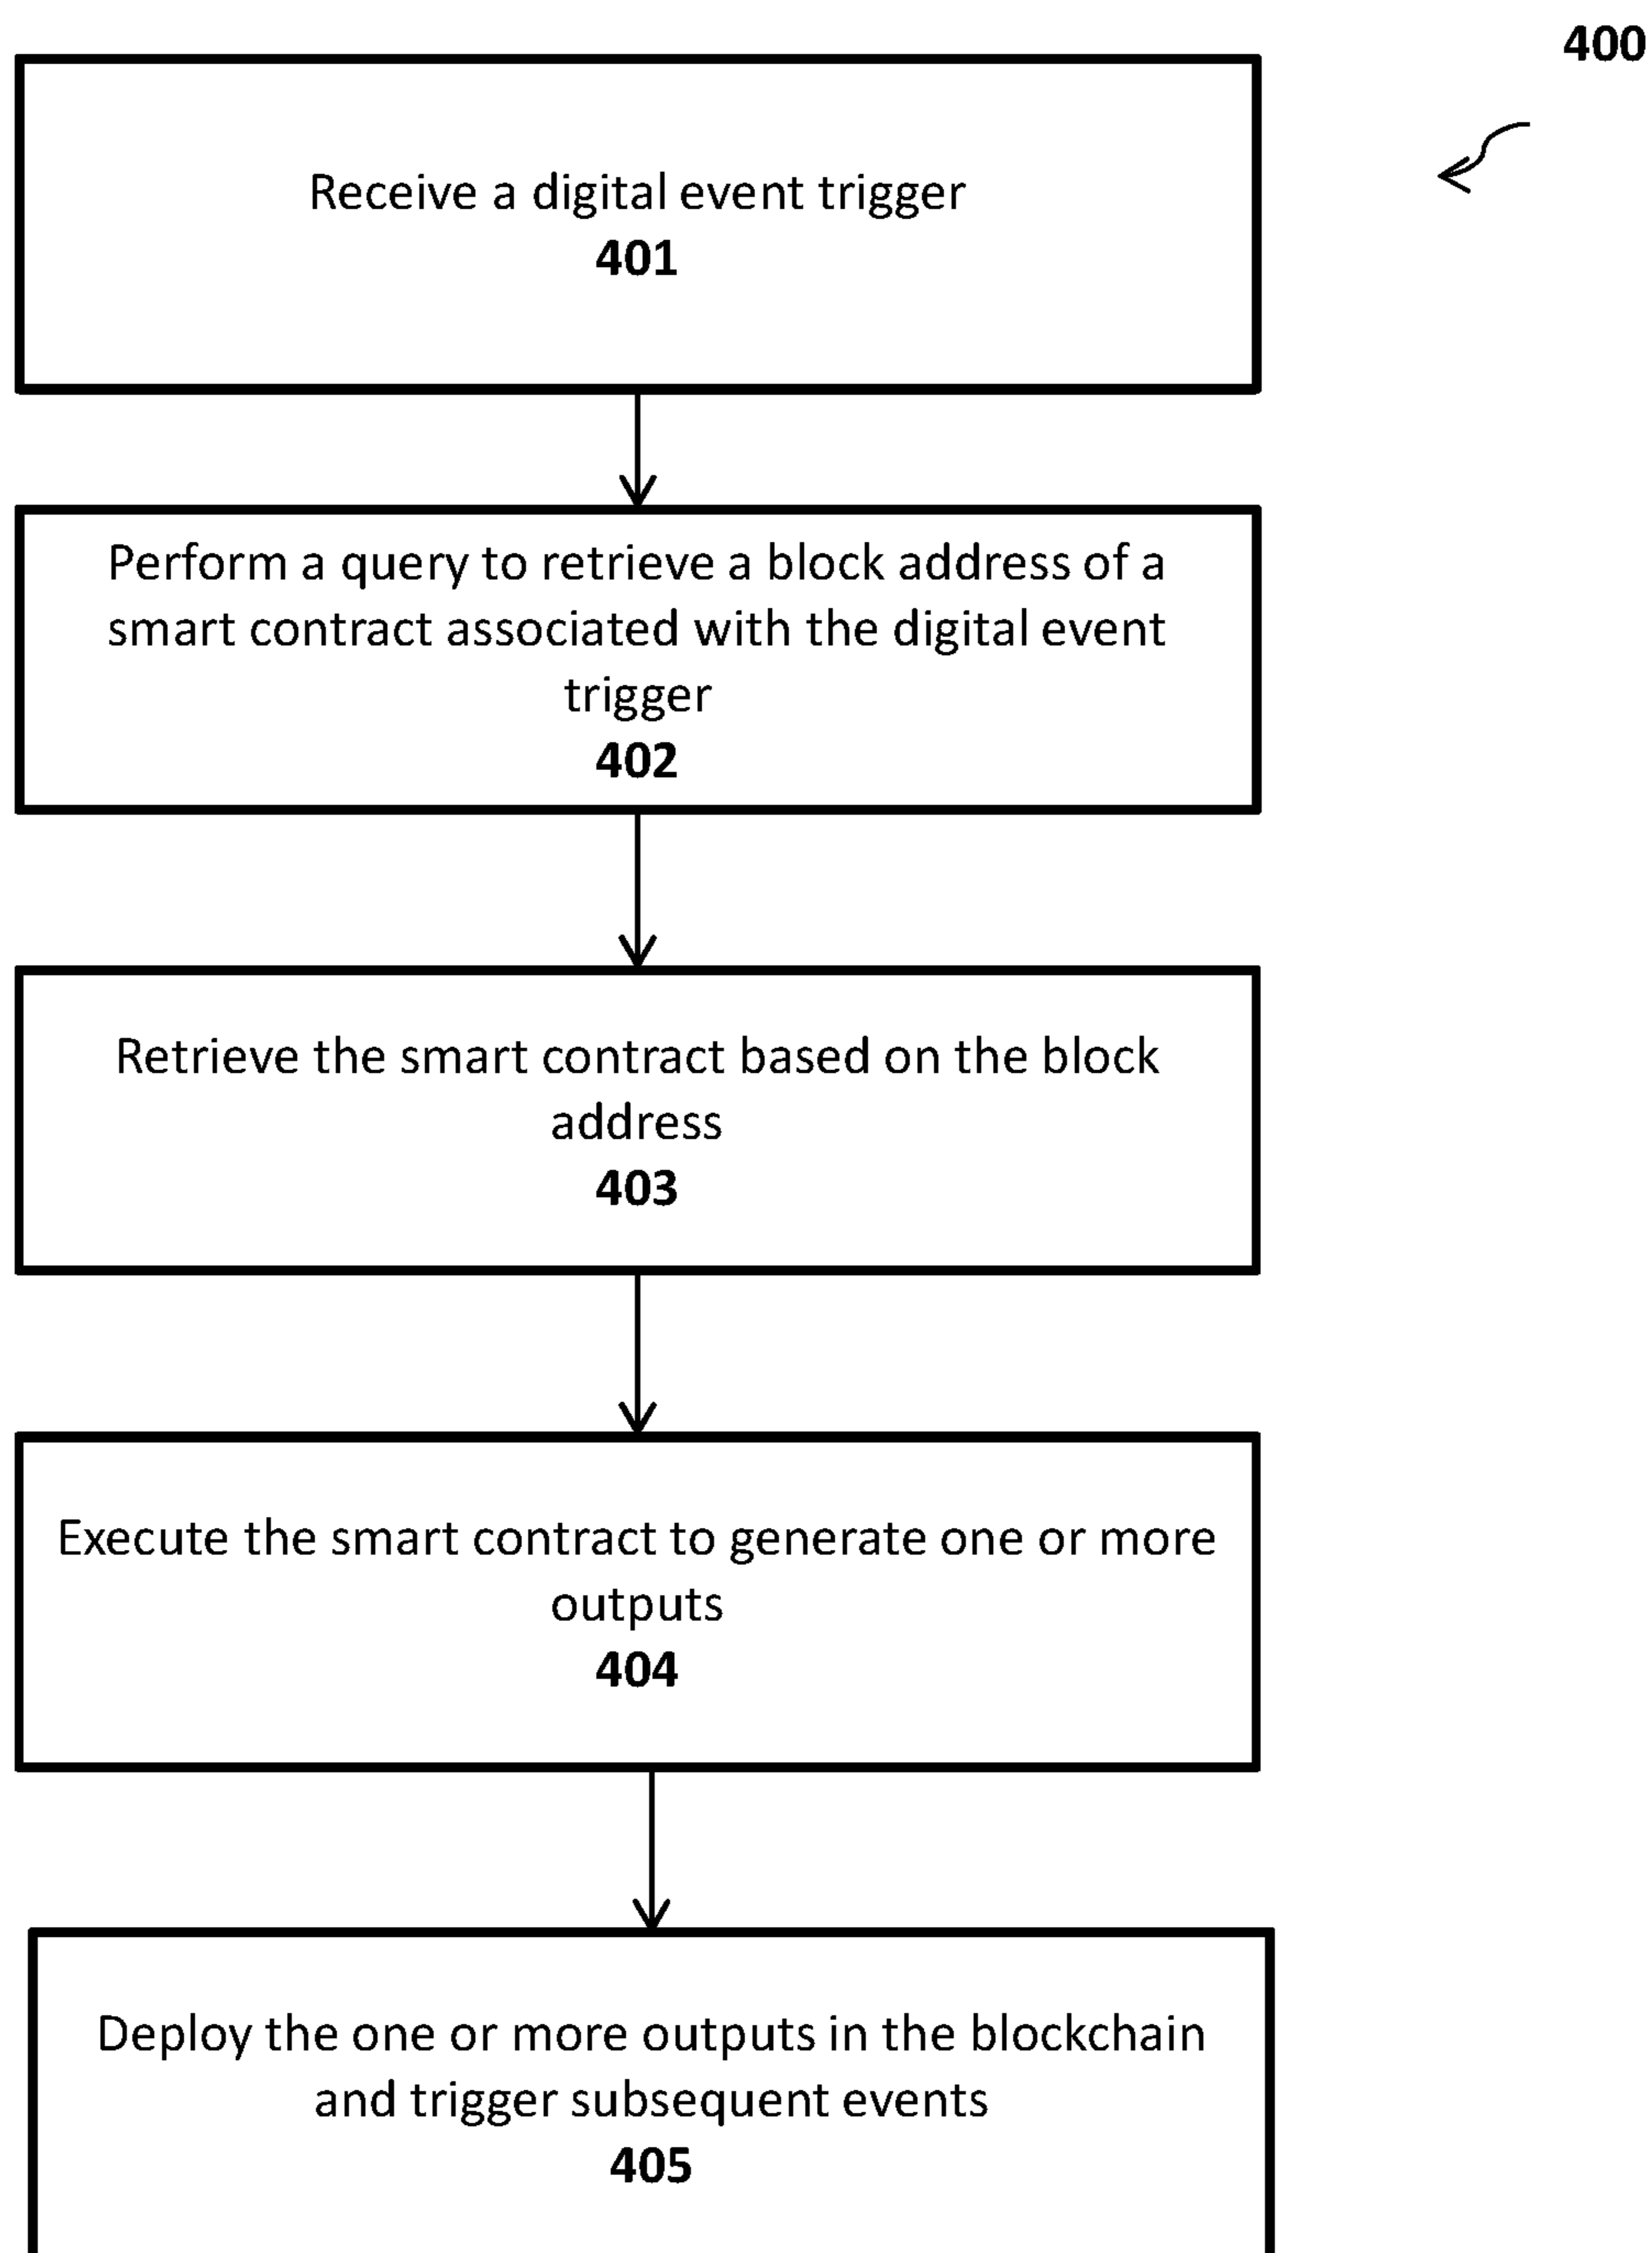 400
Receive a digital event trigger
401
Perform a query to retrieve a block address of a
smart contract associated with the digital event
trigger
402
Retrieve the smart contract based on the block
address
403
Execute the smart contract to generate one or more
outputs
404
Deploy the one or more outputs in the blockchain
and trigger subsequent events
405